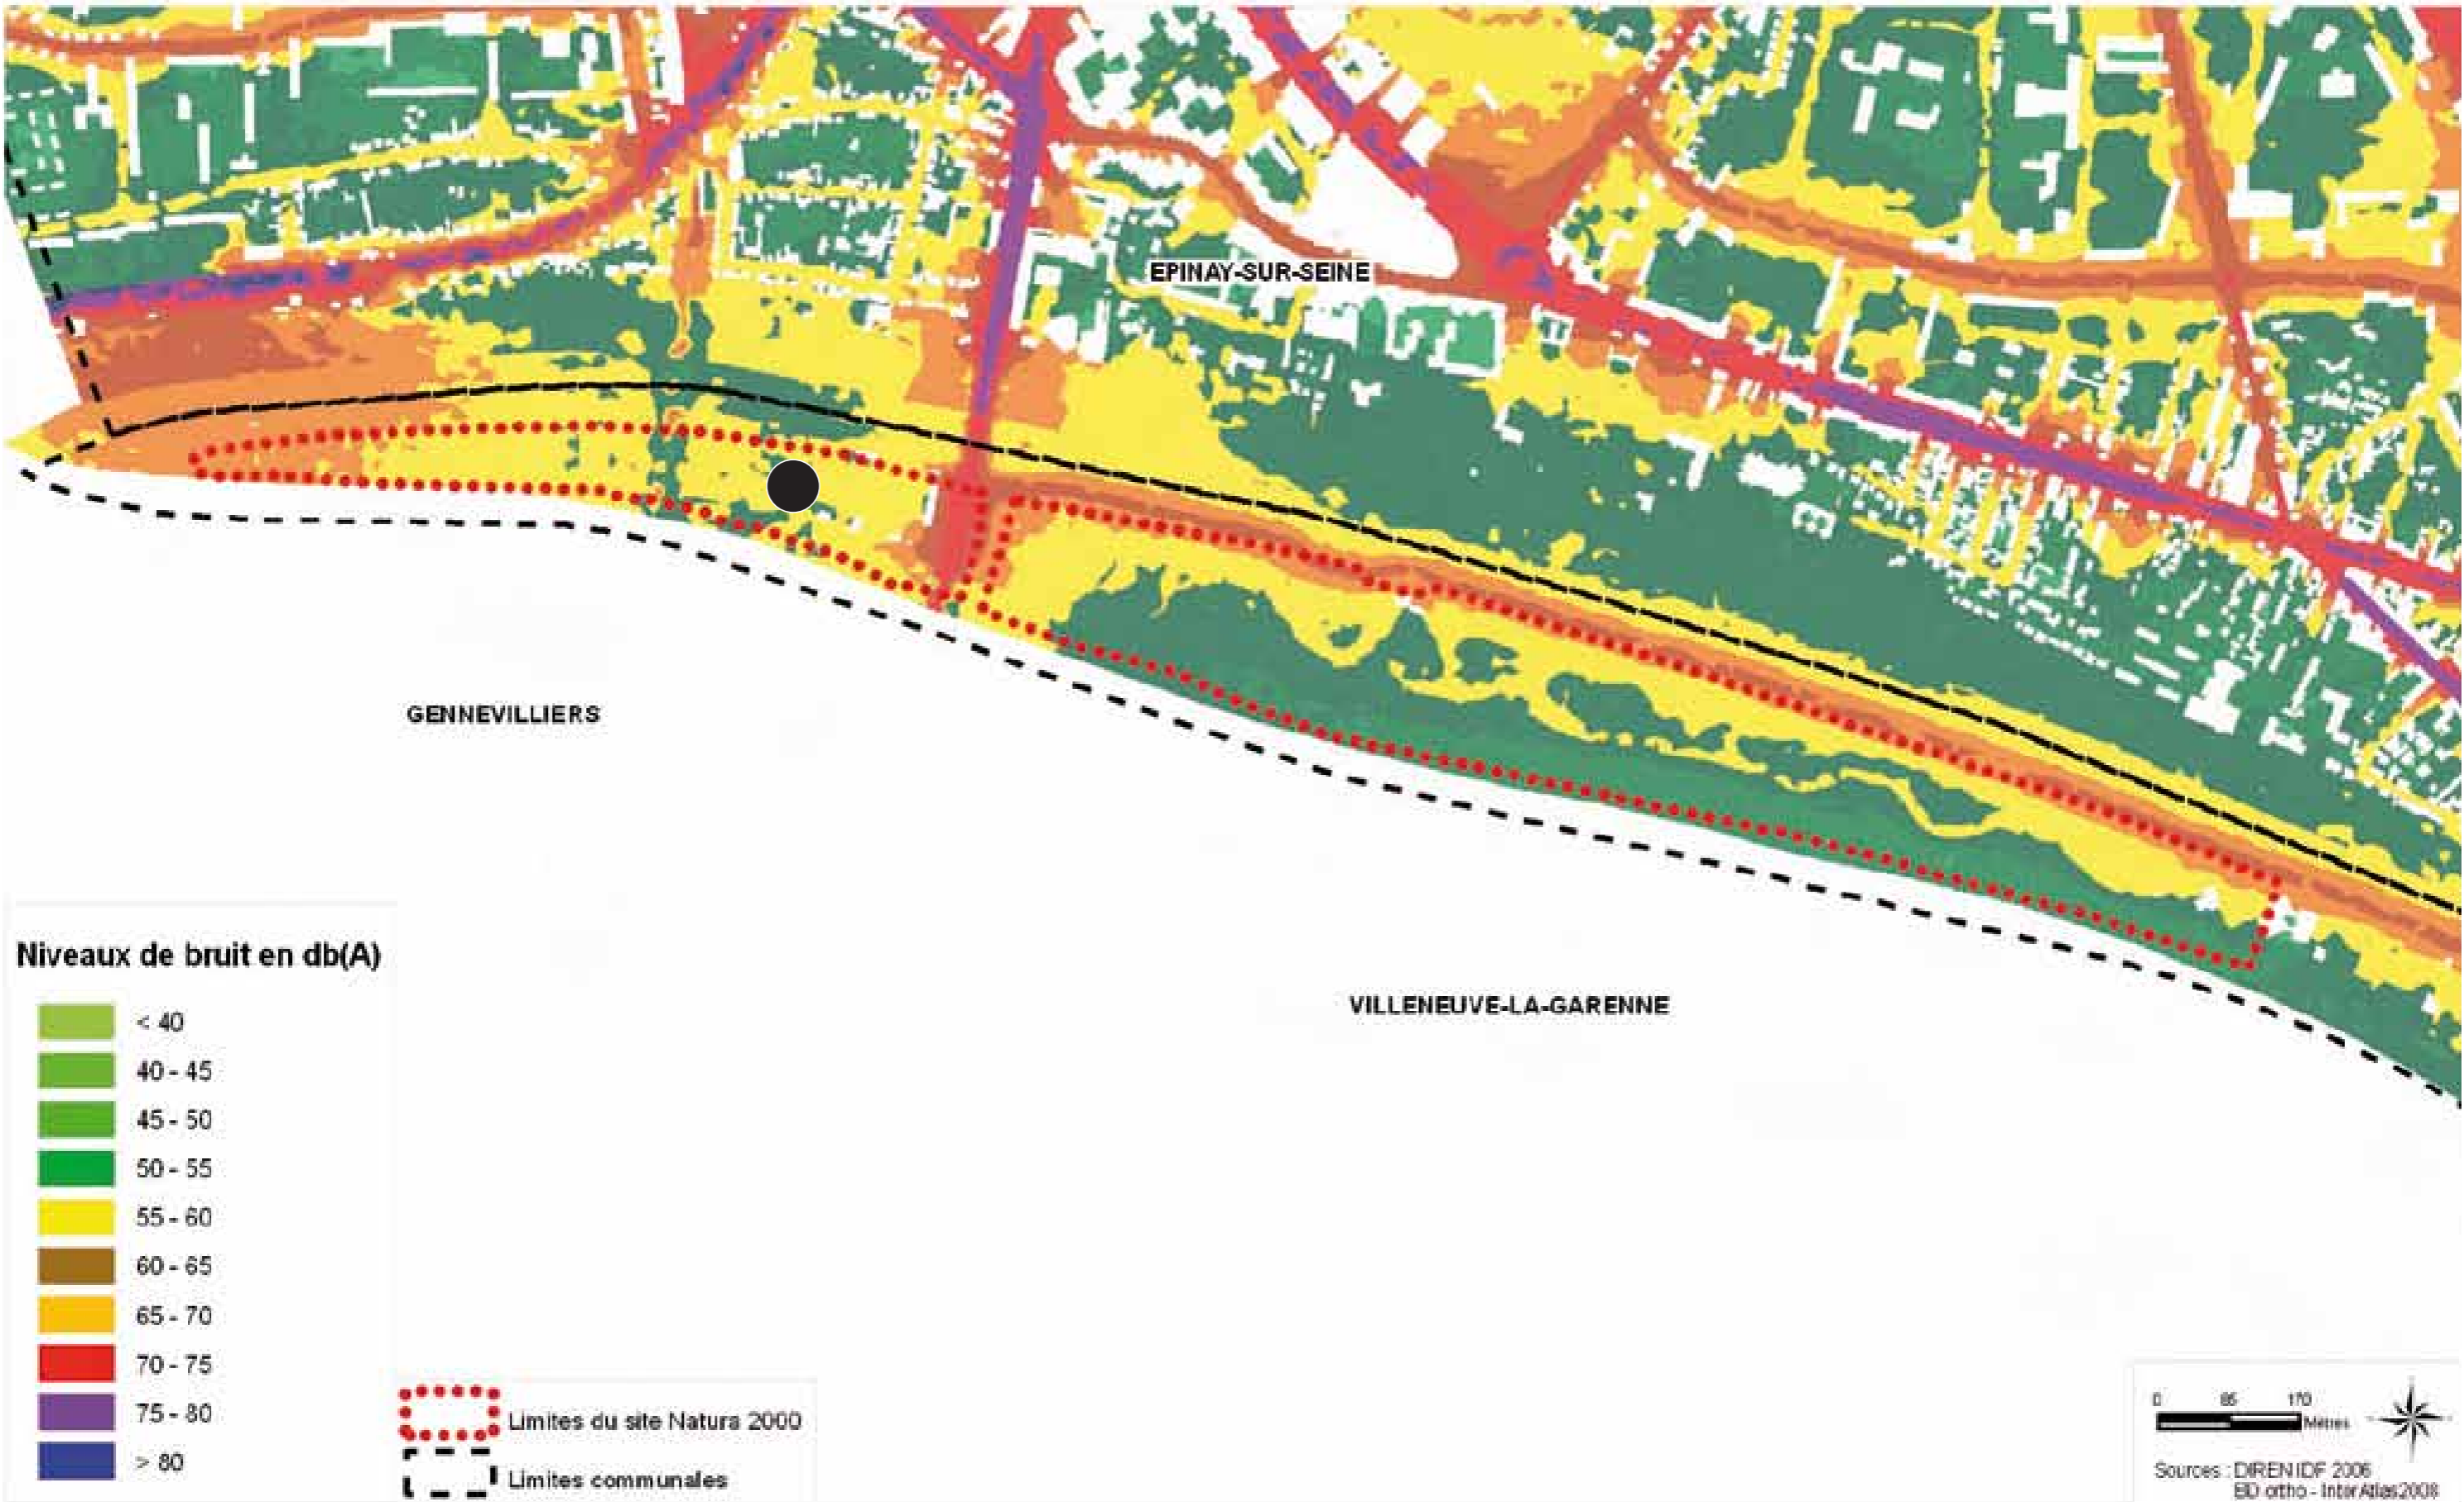 EPINAY-SUR-SEINE
GENNEVILLIERS
VILLENEUVE-LA-GARENNE
Niveaux de bruit en db(A)
< 40
40 - 45
45 - 50
50 - 55
55 - 60
60 - 65
65 - 70
70 - 75
75 - 80
> 80
Limites du site Natura 2000
Limites communales
0 85 170
Mètres
Sources : DIREN IDF 2006
BD ortho - InterAtlas 2008